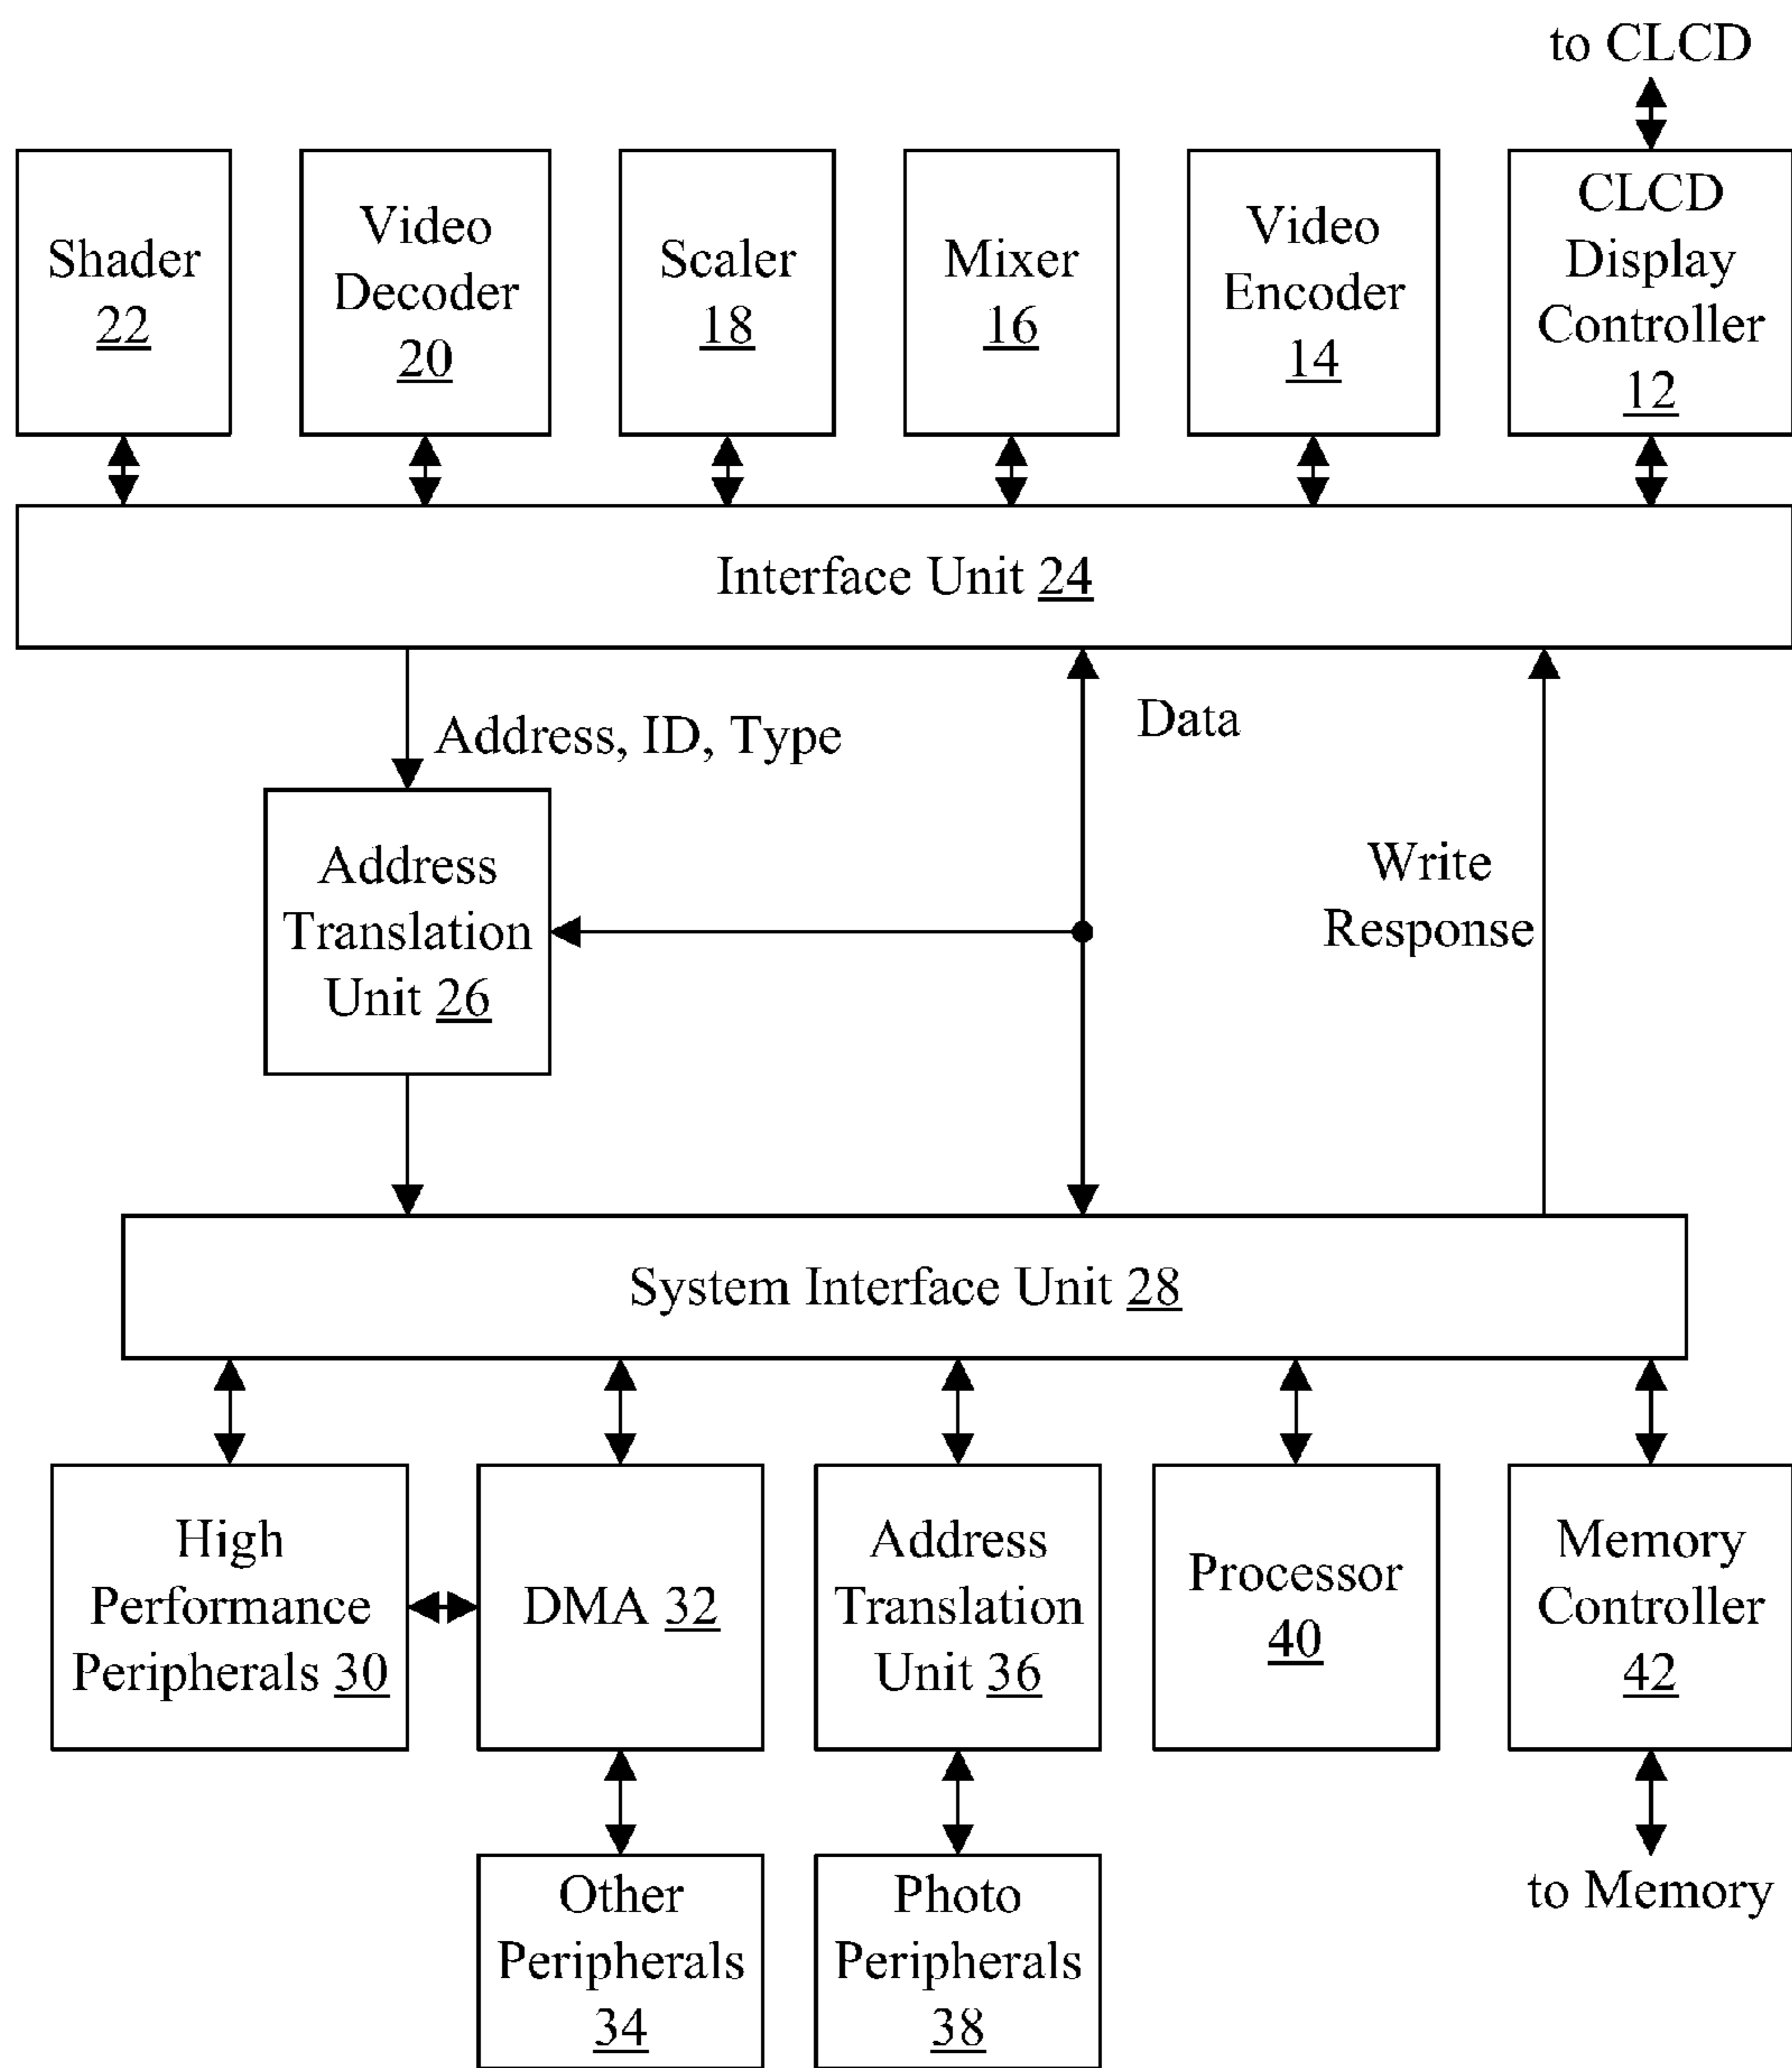 to CLCD
Shader
22
Video
Decoder
20
Scaler
18
Mixer
16
Video
Encoder
14
CLCD
Display
Controller
12
Interface Unit 24
Address, ID, Type
Data
Address
Translation
Unit 26
Write
Response
System Interface Unit 28
High
Performance
Peripherals 30
DMA 32
Address
Translation
Unit 36
Processor
40
Memory
Controller
42
Other
Peripherals
34
Photo
Peripherals
38
to Memory